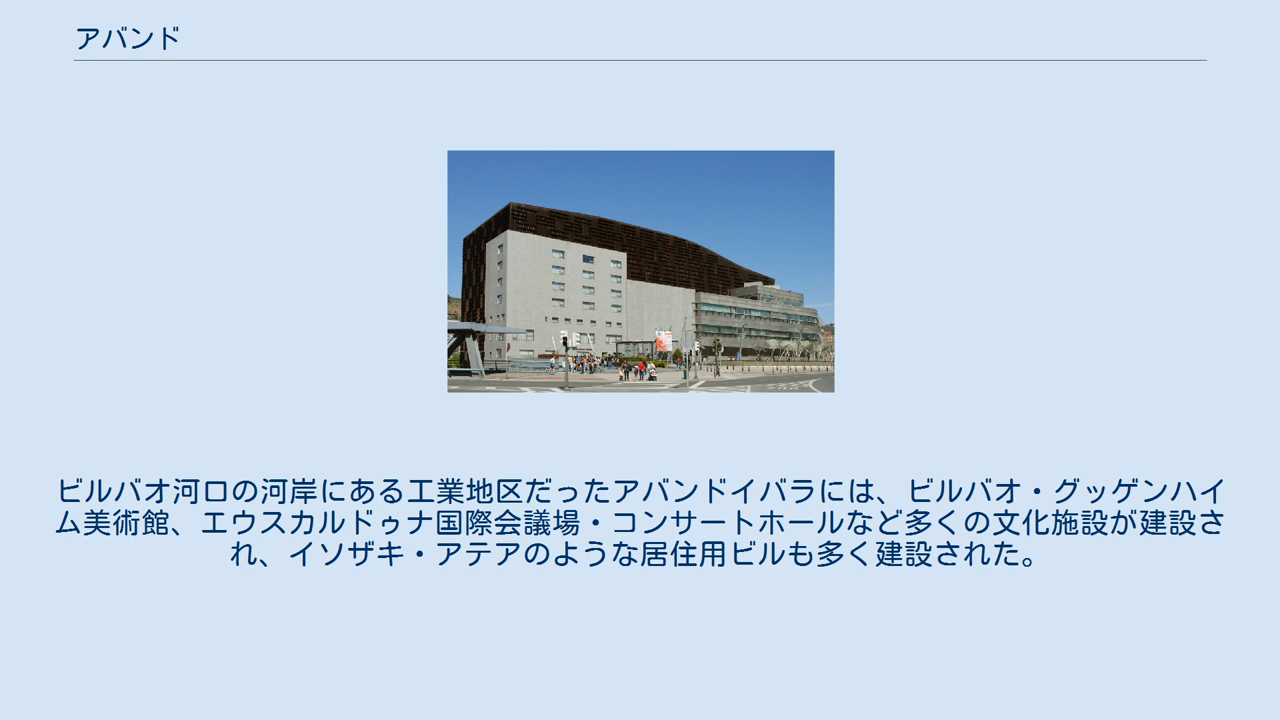 アバンド
ビルバオ河口の河岸にある工業地区だったアバンドイバラには、ビルバオ・グッゲンハイ
ム美術館、エウスカルドゥナ国際会議場・コンサートホールなど多くの文化施設が建設さ
れ、イソザキ・アテアのような居住用ビルも多く建設された。